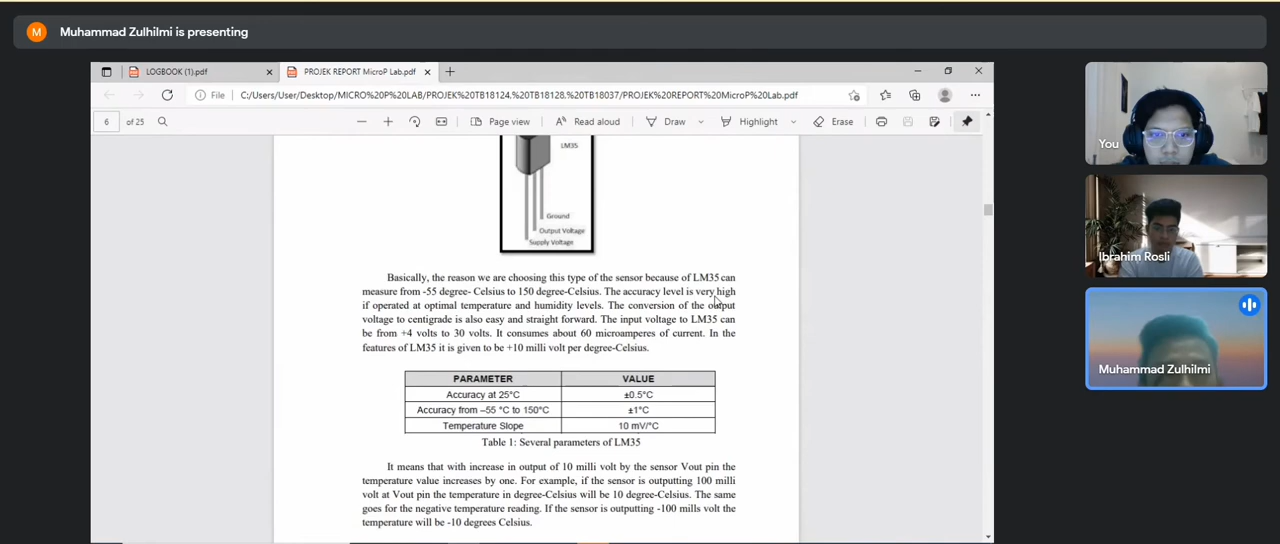 M Muhammad Zulhilmi is presenting
LOGBOOK (1).pdf
PROJEK REPORT MicroP Lab.pdf
File C:/Users/User/Desktop/MICRO%20P%20LAB/PROJEK%20TB18124,%20TB18128,%20TB18037/PROJEK%20REPORT%20MicroP%20Lab.pdf
6 of 25 Page view Read aloud Draw Highlight Erase
LM35
Ground
Output Voltage
Supply Voltage
Basically, the reason we are choosing this type of the sensor because of LM35 can
measure from -55 degree- Celsius to 150 degree-Celsius. The accuracy level is very high
if operated at optimal temperature and humidity levels. The conversion of the output
voltage to centigrade is also easy and straight forward. The input voltage to LM35 can
be from +4 volts to 30 volts. It consumes about 60 microamperes of current. In the
features of LM35 it is given to be +10 milli volt per degree-Celsius.
PARAMETER VALUE
Accuracy at 25°C ±0.5°C
Accuracy from –55 °C to 150°C ±1°C
Temperature Slope 10 mV/°C
Table 1: Several parameters of LM35
It means that with increase in output of 10 milli volt by the sensor Vout pin the
temperature value increases by one. For example, if the sensor is outputting 100 milli
volt at Vout pin the temperature in degree-Celsius will be 10 degree-Celsius. The same
goes for the negative temperature reading. If the sensor is outputting -100 mills volt the
temperature will be -10 degrees Celsius.
You
Ibrahim Rosli
Muhammad Zulhilmi